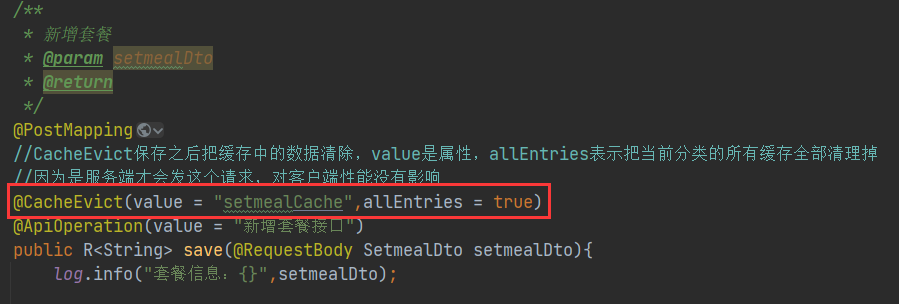 /**
* 新增套餐
* @param setmealDto
* @return
*/
@PostMapping
//CacheEvict保存之后把缓存中的数据清除，value是属性，allEntries表示把当前分类的所有缓存全部清理掉
//因为是服务端才会发这个请求，对客户端性能没有影响
@CacheEvict(value = "setmealCache",allEntries = true)
@ApiOperation(value = "新增套餐接口")
public R<String> save(@RequestBody SetmealDto setmealDto){
log.info("套餐信息：{}",setmealDto);